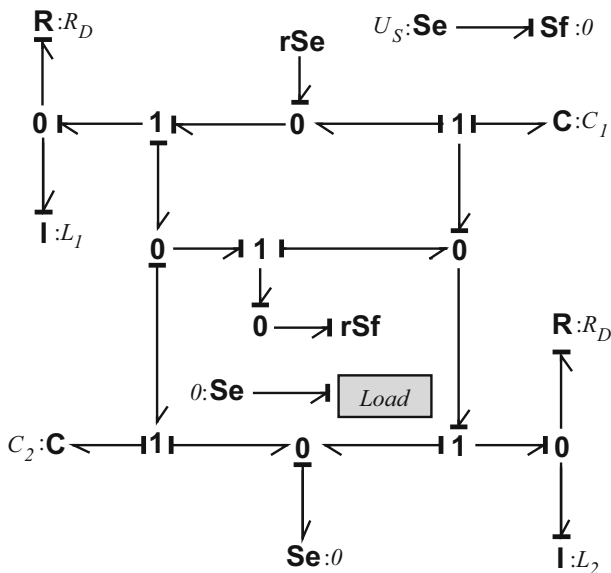 R:R_D
rSe
U_S:Se Sf:0
0 1 0 1 C:C_1
I:L_1
0 1 0
0 rSf
R:R_D
0:Se Load
C_2:C 1 0 1 0
Se:0
I:L_2